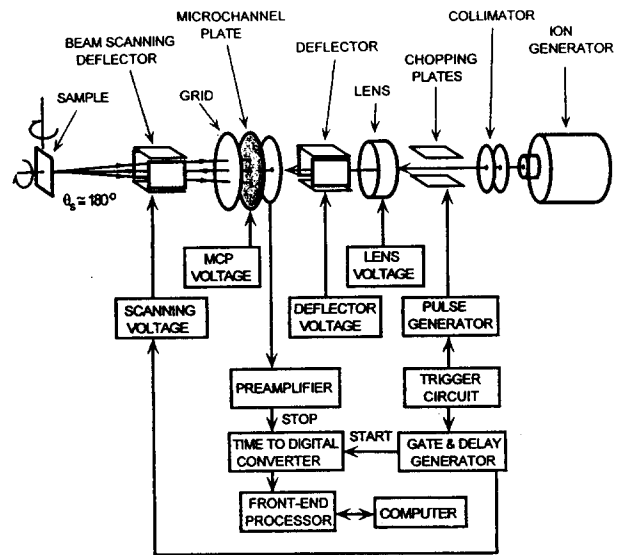 MICROCHANNEL
PLATE
COLLIMATOR
ION
GENERATOR
BEAM SCANNING
DEFLECTOR
DEFLECTOR
CHOPPING
PLATES
LENS
SAMPLE
GRID
θs ≃ 180°
MCP
VOLTAGE
LENS
VOLTAGE
SCANNING
VOLTAGE
DEFLECTOR
VOLTAGE
PULSE
GENERATOR
PREAMPLIFIER
TRIGGER
CIRCUIT
STOP
START
TIME TO DIGITAL
CONVERTER
GATE & DELAY
GENERATOR
FRONT-END
PROCESSOR
COMPUTER